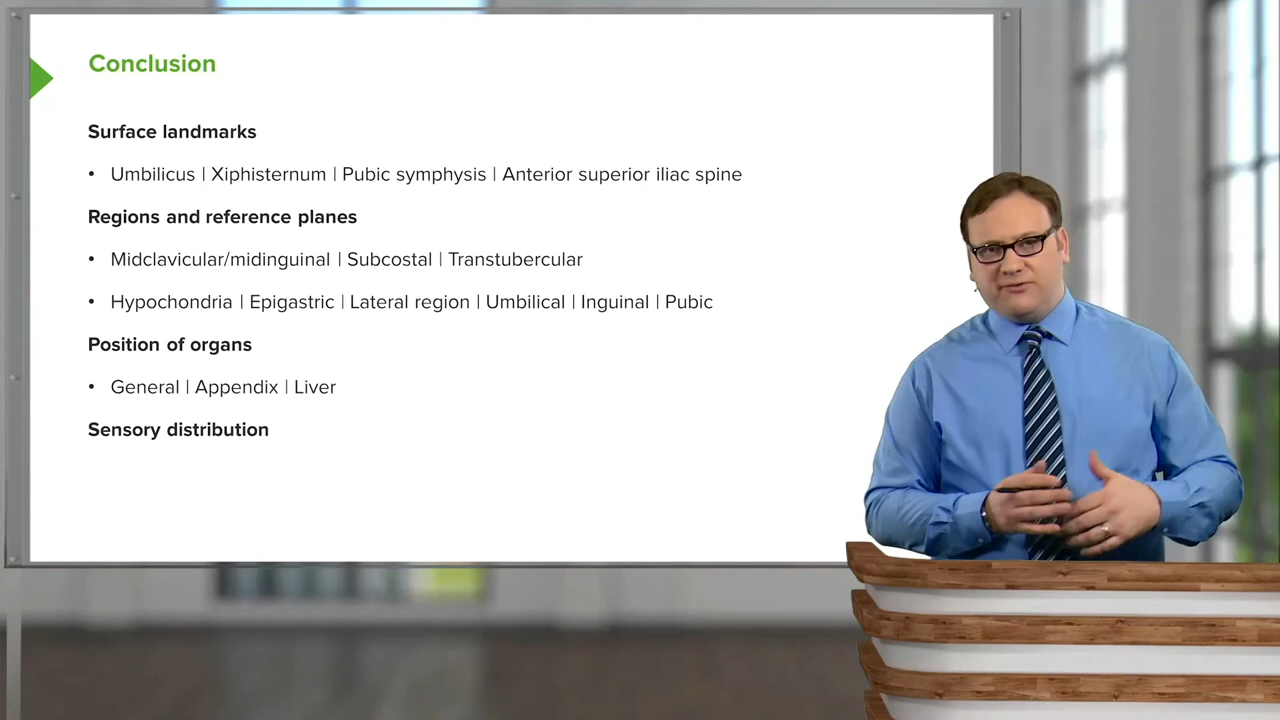 Conclusion
Surface landmarks
• Umbilicus | Xiphisternum | Pubic symphysis | Anterior superior iliac spine
Regions and reference planes
• Midclavicular/midinguinal | Subcostal | Transtubercular
• Hypochondria | Epigastric | Lateral region | Umbilical | Inguinal | Pubic
Position of organs
• General | Appendix | Liver
Sensory distribution